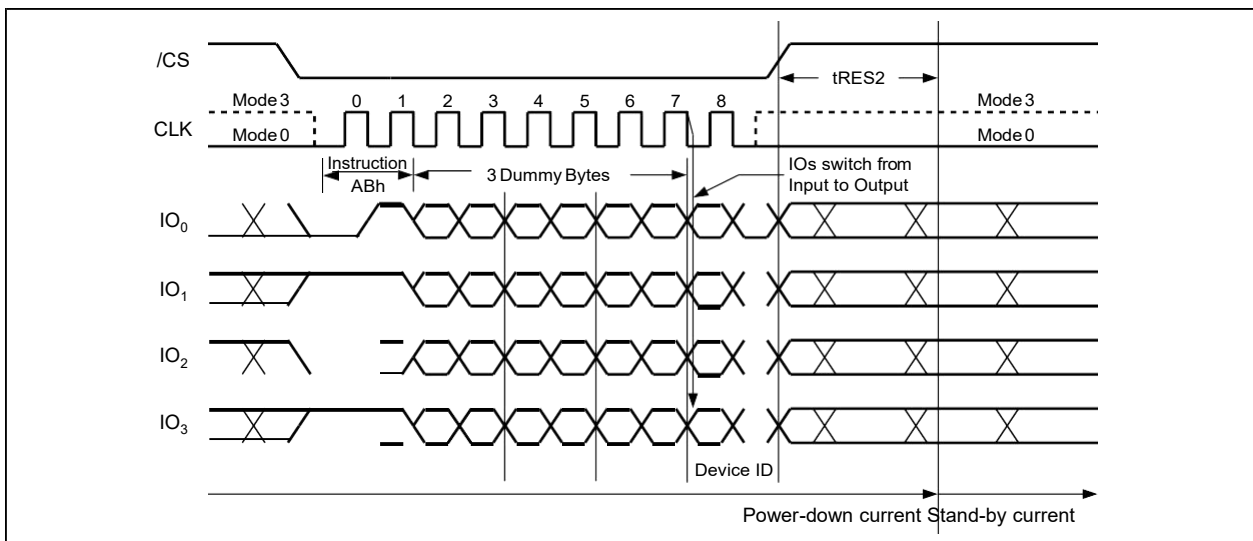 /CS
tRES2
Mode 3
0 1 2 3 4 5 6 7 8
Mode 3
CLK
Mode 0
Mode 0
Instruction
ABh
3 Dummy Bytes
IOs switch from
Input to Output
IO0
IO1
IO2
IO3
Device ID
Power-down current Stand-by current